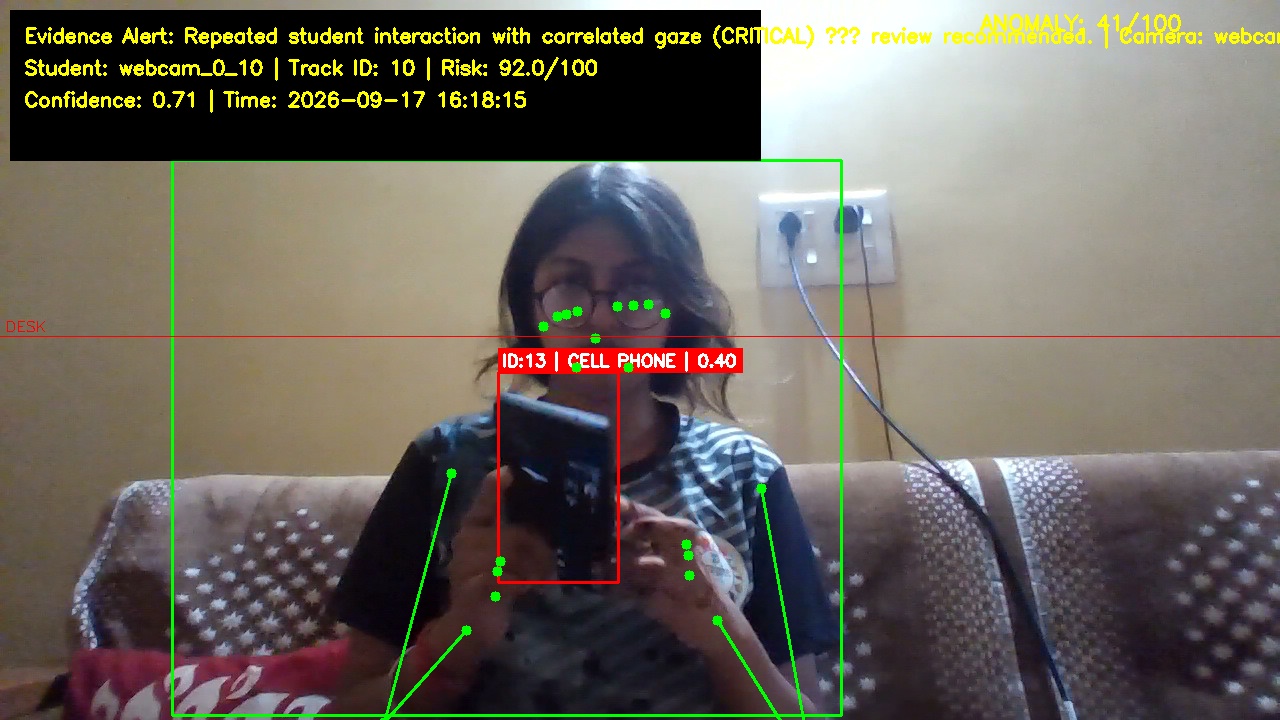 Evidence Alert: Repeated student interaction with correlated gaze (CRITICAL) ??? review recommended. | Camera: webcam
ANOMALY: 41/100
Student: webcam_0_10 | Track ID: 10 | Risk: 92.0/100
Confidence: 0.71 | Time: 2026-09-17 16:18:15
DESK
ID:13 | CELL PHONE | 0.40